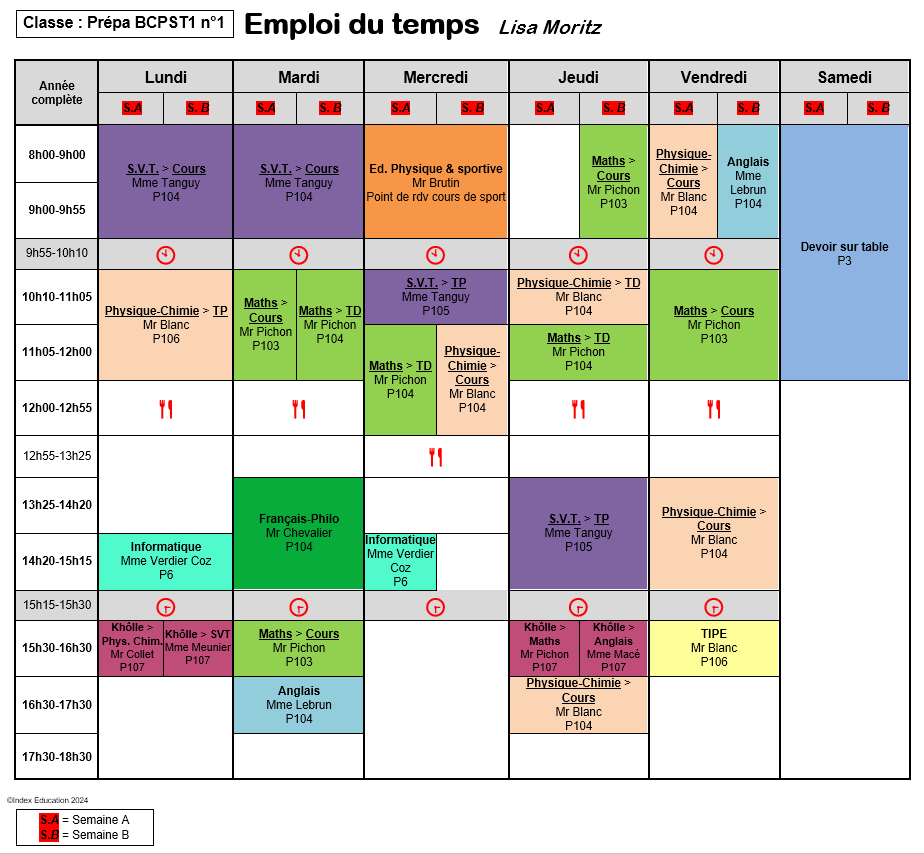 Classe : Prépa BCPST1 n°1
Emploi du temps
Lisa Moritz
Année
complète
Lundi
Mardi
Mercredi
Jeudi
Vendredi
Samedi
S.A
S.B
S.A
S.B
S.A
S.B
S.A
S.B
S.A
S.B
S.A
S.B
8h00-9h00
9h00-9h55
S.V.T. > Cours
Mme Tanguy
P104
S.V.T. > Cours
Mme Tanguy
P104
Ed. Physique & sportive
Mr Brutin
Point de rdv cours de sport
Maths >
Cours
Mr Pichon
P103
Physique-
Chimie >
Cours
Mr Blanc
P104
Anglais
Mme
Lebrun
P104
Devoir sur table
P3
9h55-10h10
10h10-11h05
11h05-12h00
Physique-Chimie > TP
Mr Blanc
P106
Maths >
Cours
Mr Pichon
P103
Maths > TD
Mr Pichon
P104
S.V.T. > TP
Mme Tanguy
P105
Physique-Chimie > TD
Mr Blanc
P104
Maths > Cours
Mr Pichon
P103
Maths > TD
Mr Pichon
P104
Physique-
Chimie >
Cours
Mr Blanc
P104
Maths > TD
Mr Pichon
P104
12h00-12h55
12h55-13h25
13h25-14h20
14h20-15h15
Français-Philo
Mr Chevalier
P104
S.V.T. > TP
Mme Tanguy
P105
Physique-Chimie >
Cours
Mr Blanc
P104
Informatique
Mme Verdier Coz
P6
Informatique
Mme Verdier
Coz
P6
15h15-15h30
15h30-16h30
Khôlle >
Phys. Chim.
Mr Collet
P107
Khôlle > SVT
Mme Meunier
P107
Maths > Cours
Mr Pichon
P103
Khôlle >
Maths
Mr Pichon
P107
Khôlle >
Anglais
Mme Macé
P107
TIPE
Mr Blanc
P106
16h30-17h30
Anglais
Mme Lebrun
P104
Physique-Chimie >
Cours
Mr Blanc
P104
17h30-18h30
©Index Education 2024
S.A = Semaine A
S.B = Semaine B